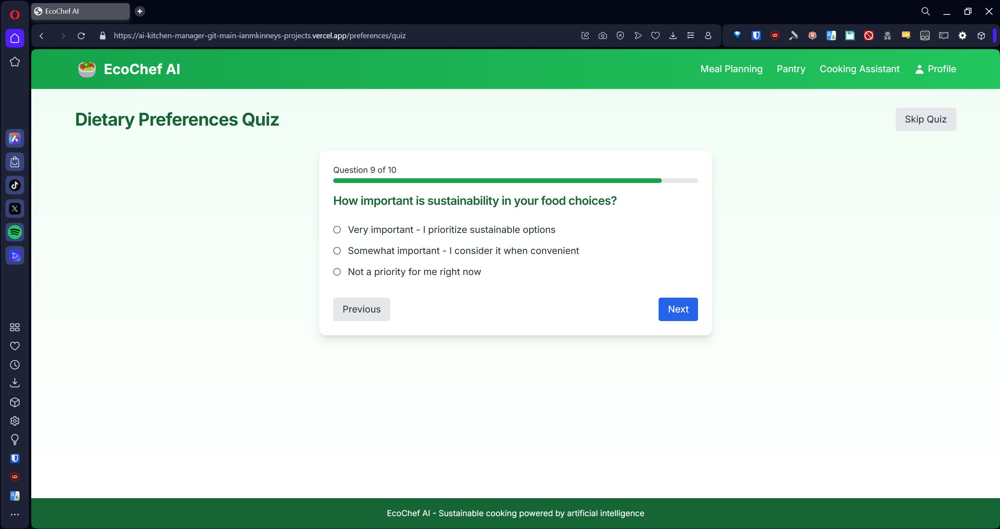 EcoChef AI
https://ai-kitchen-manager-git-main-ianmkinneys-projects.vercel.app/preferences/quiz
EcoChef AI
Meal Planning
Pantry
Cooking Assistant
Profile
Dietary Preferences Quiz
Skip Quiz
Question 9 of 10
How important is sustainability in your food choices?
Very important - I prioritize sustainable options
Somewhat important - I consider it when convenient
Not a priority for me right now
Previous
Next
EcoChef AI - Sustainable cooking powered by artificial intelligence